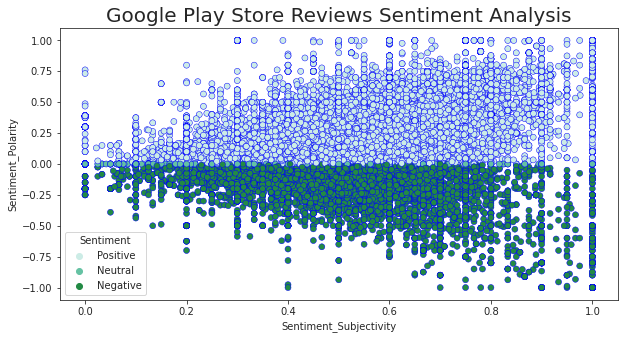 Google Play Store Reviews Sentiment Analysis
1.00
0.75
0.50
0.25
0.00
−0.25
−0.50
−0.75
−1.00
Sentiment_Polarity
Sentiment
Positive
Neutral
Negative
0.0 0.2 0.4 0.6 0.8 1.0
Sentiment_Subjectivity